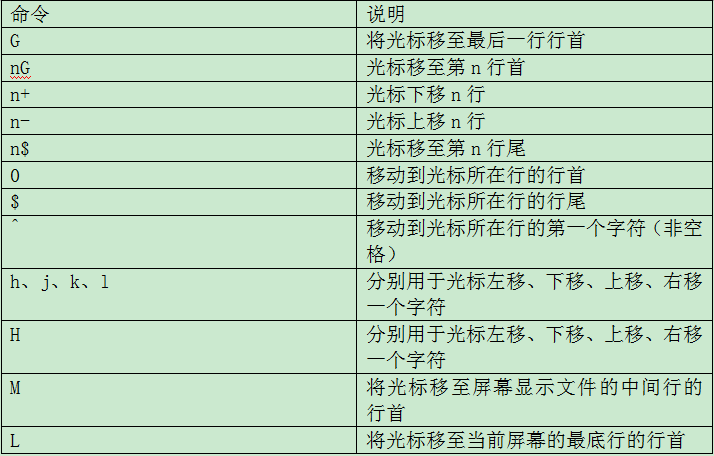 命令 说明
G 将光标移至最后一行行首
nG 光标移至第n行首
n+ 光标下移n行
n- 光标上移n行
n$ 光标移至第n行尾
0 移动到光标所在行的行首
$ 移动到光标所在行的行尾
^ 移动到光标所在行的第一个字符（非空
格）
h、j、k、l 分别用于光标左移、下移、上移、右移
一个字符
H 分别用于光标左移、下移、上移、右移
一个字符
M 将光标移至屏幕显示文件的中间行的
行首
L 将光标移至当前屏幕的最底行的行首